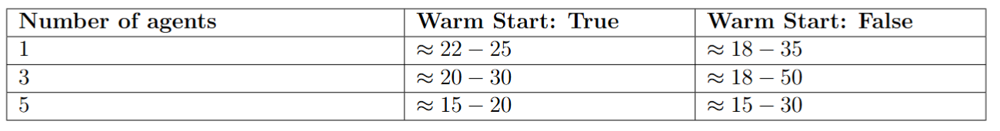 Number of agents Warm Start: True Warm Start: False
1 ≈ 22 − 25 ≈ 18 − 35
3 ≈ 20 − 30 ≈ 18 − 50
5 ≈ 15 − 20 ≈ 15 − 30